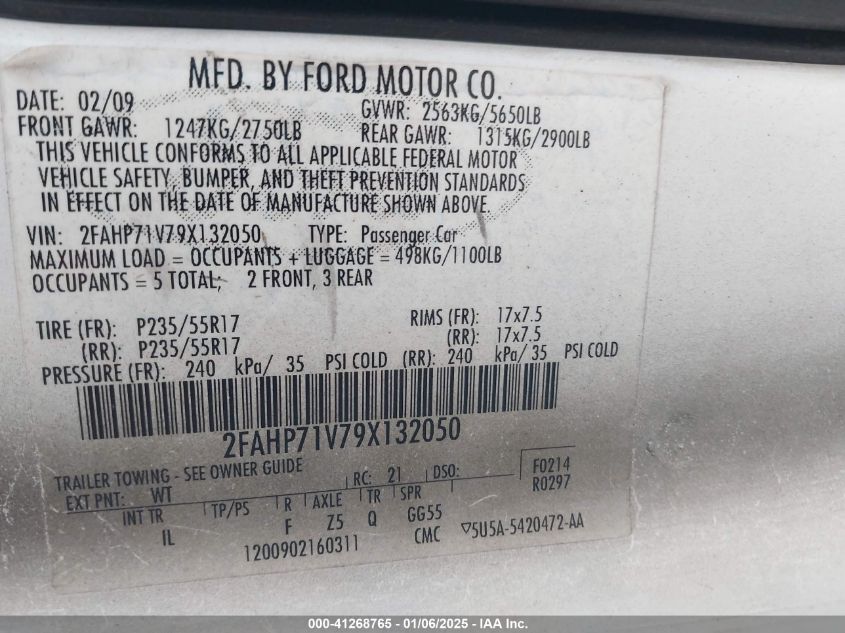 MFD. BY FORD MOTOR CO.
DATE: 02/09 GVWR: 2563KG/5650LB
FRONT GAWR: 1247KG/2750LB REAR GAWR: 1315KG/2900LB
THIS VEHICLE CONFORMS TO ALL APPLICABLE FEDERAL MOTOR
VEHICLE SAFETY, BUMPER, AND THEFT PREVENTION STANDARDS
IN EFFECT ON THE DATE OF MANUFACTURE SHOWN ABOVE.
VIN: 2FAHP71V79X132050 TYPE: Passenger Car
MAXIMUM LOAD = OCCUPANTS + LUGGAGE = 498KG/1100LB
OCCUPANTS = 5 TOTAL; 2 FRONT, 3 REAR
TIRE (FR): P235/55R17 RIMS (FR): 17x7.5
(RR): P235/55R17 (RR): 17x7.5
PRESSURE (FR): 240 kPa/ 35 PSI COLD (RR): 240 kPa/ 35 PSI COLD
2FAHP71V79X132050
TRAILER TOWING - SEE OWNER GUIDE
EXT PNT: WT RC: 21 DSO: F0214
R0297
INT TR TP/PS R AXLE TR SPR
IL F Z5 Q GG55
1200902160311 CMC ▽5U5A-5420472-AA
000-41268765 - 01/06/2025 - IAA Inc.